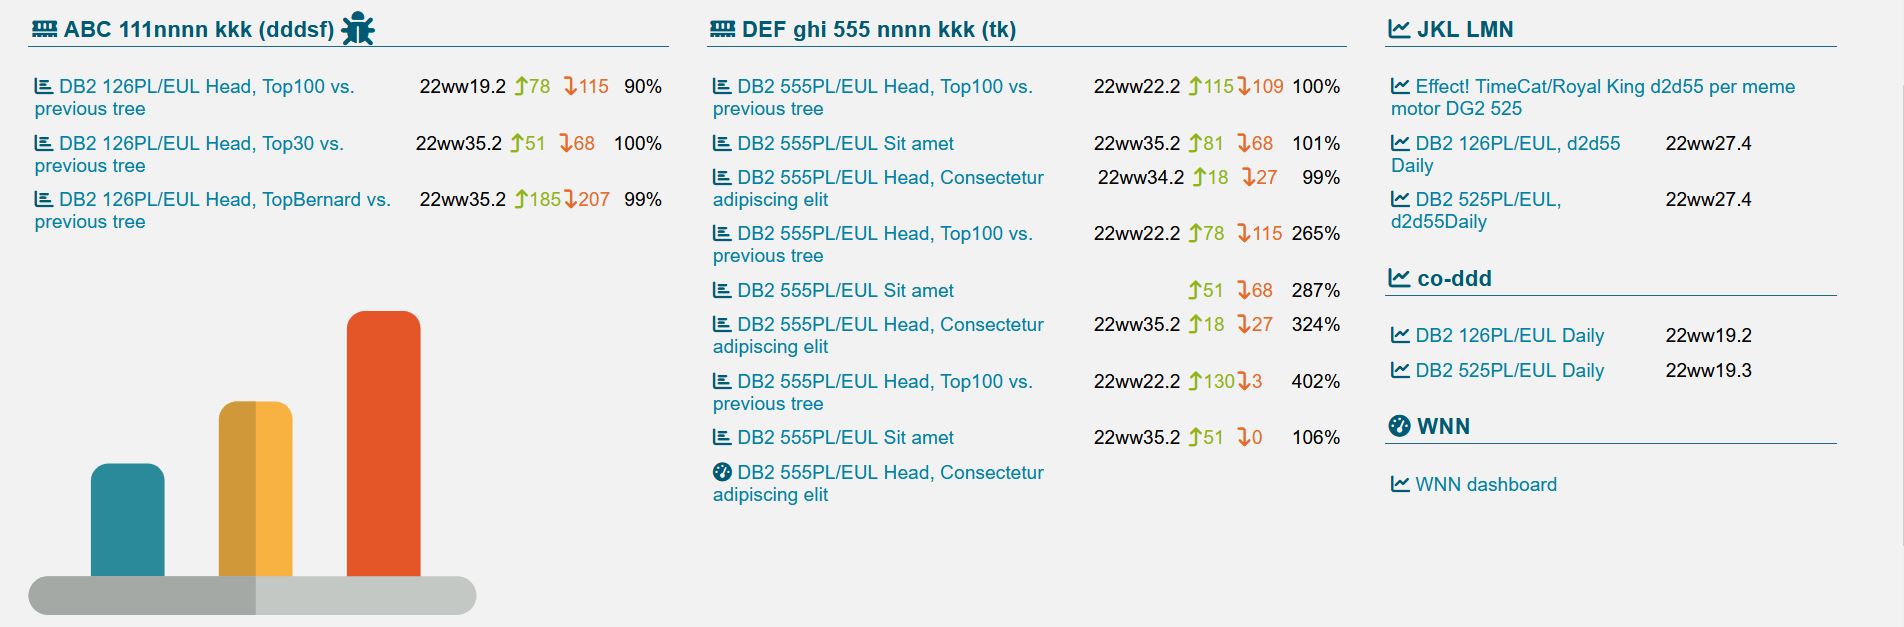 ABC 111nnnn kkk (dddsf)
DB2 126PL/EUL Head, Top100 vs. 22ww19.2 78 115 90%
previous tree
DB2 126PL/EUL Head, Top30 vs. 22ww35.2 51 68 100%
previous tree
DB2 126PL/EUL Head, TopBernard vs. 22ww35.2 185 207 99%
previous tree
DEF ghi 555 nnnn kkk (tk)
DB2 555PL/EUL Head, Top100 vs. 22ww22.2 115 109 100%
previous tree
DB2 555PL/EUL Sit amet 22ww35.2 81 68 101%
DB2 555PL/EUL Head, Consectetur 22ww34.2 18 27 99%
adipiscing elit
DB2 555PL/EUL Head, Top100 vs. 22ww22.2 78 115 265%
previous tree
DB2 555PL/EUL Sit amet 51 68 287%
DB2 555PL/EUL Head, Consectetur 22ww35.2 18 27 324%
adipiscing elit
DB2 555PL/EUL Head, Top100 vs. 22ww22.2 130 3 402%
previous tree
DB2 555PL/EUL Sit amet 22ww35.2 51 0 106%
DB2 555PL/EUL Head, Consectetur
adipiscing elit
JKL LMN
Effect! TimeCat/Royal King d2d55 per meme
motor DG2 525
DB2 126PL/EUL, d2d55 22ww27.4
Daily
DB2 525PL/EUL, 22ww27.4
d2d55Daily
co-ddd
DB2 126PL/EUL Daily 22ww19.2
DB2 525PL/EUL Daily 22ww19.3
WNN
WNN dashboard